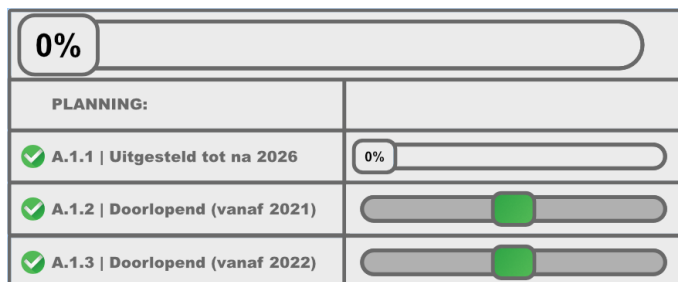 0%
PLANNING:
A.1.1 | Uitgesteld tot na 2026
0%
A.1.2 | Doorlopend (vanaf 2021)
A.1.3 | Doorlopend (vanaf 2022)